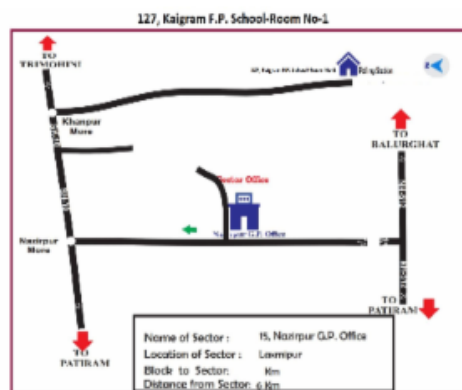 127, Kaigram F.P. School-Room No-1
TO
TRIMOHINI
Polling Station
Khanpur
More
TO
BALURGHAT
Sector Office
Nazirpur
More
Nazirpur G.P. Office
TO
PATIRAM
TO
PATIRAM
Name of Sector : 15, Nazirpur G.P. Office
Location of Sector : Laxmipur
Block to Sector: Km
Distance from Sector: 6 Km